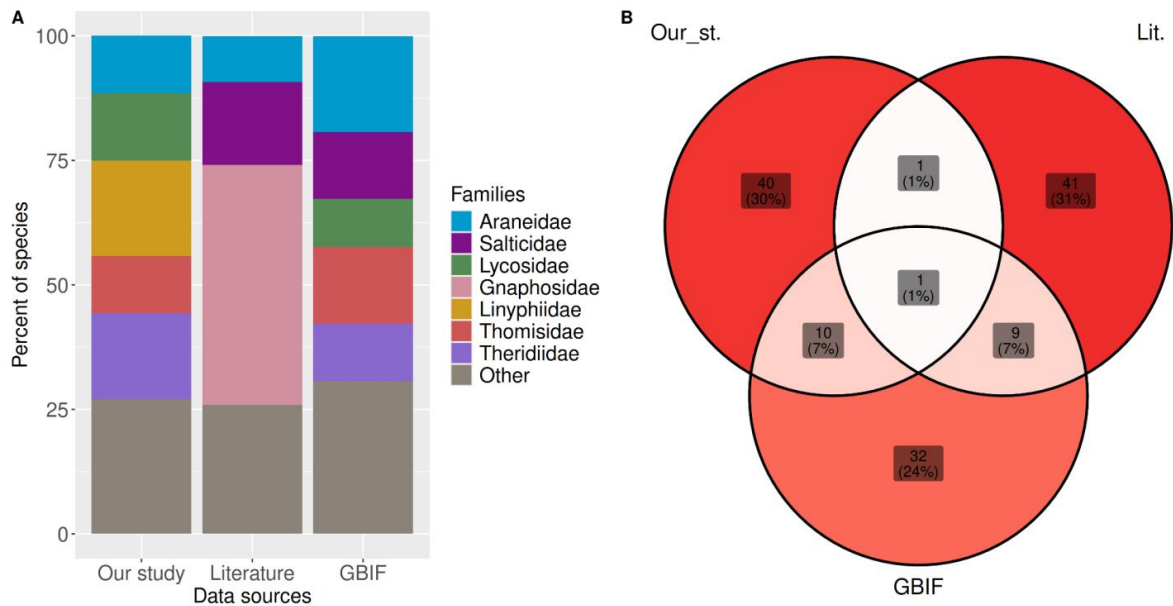 A
100
75
50
25
0
Percent of species
Our study
Literature
GBIF
Data sources
Families
Araneidae
Salticidae
Lycosidae
Gnaphosidae
Linyphiidae
Thomisidae
Theridiidae
Other
B
Our_st.
Lit.
1
(1%)
40
(30%)
41
(31%)
1
(1%)
10
(7%)
9
(7%)
32
(24%)
GBIF